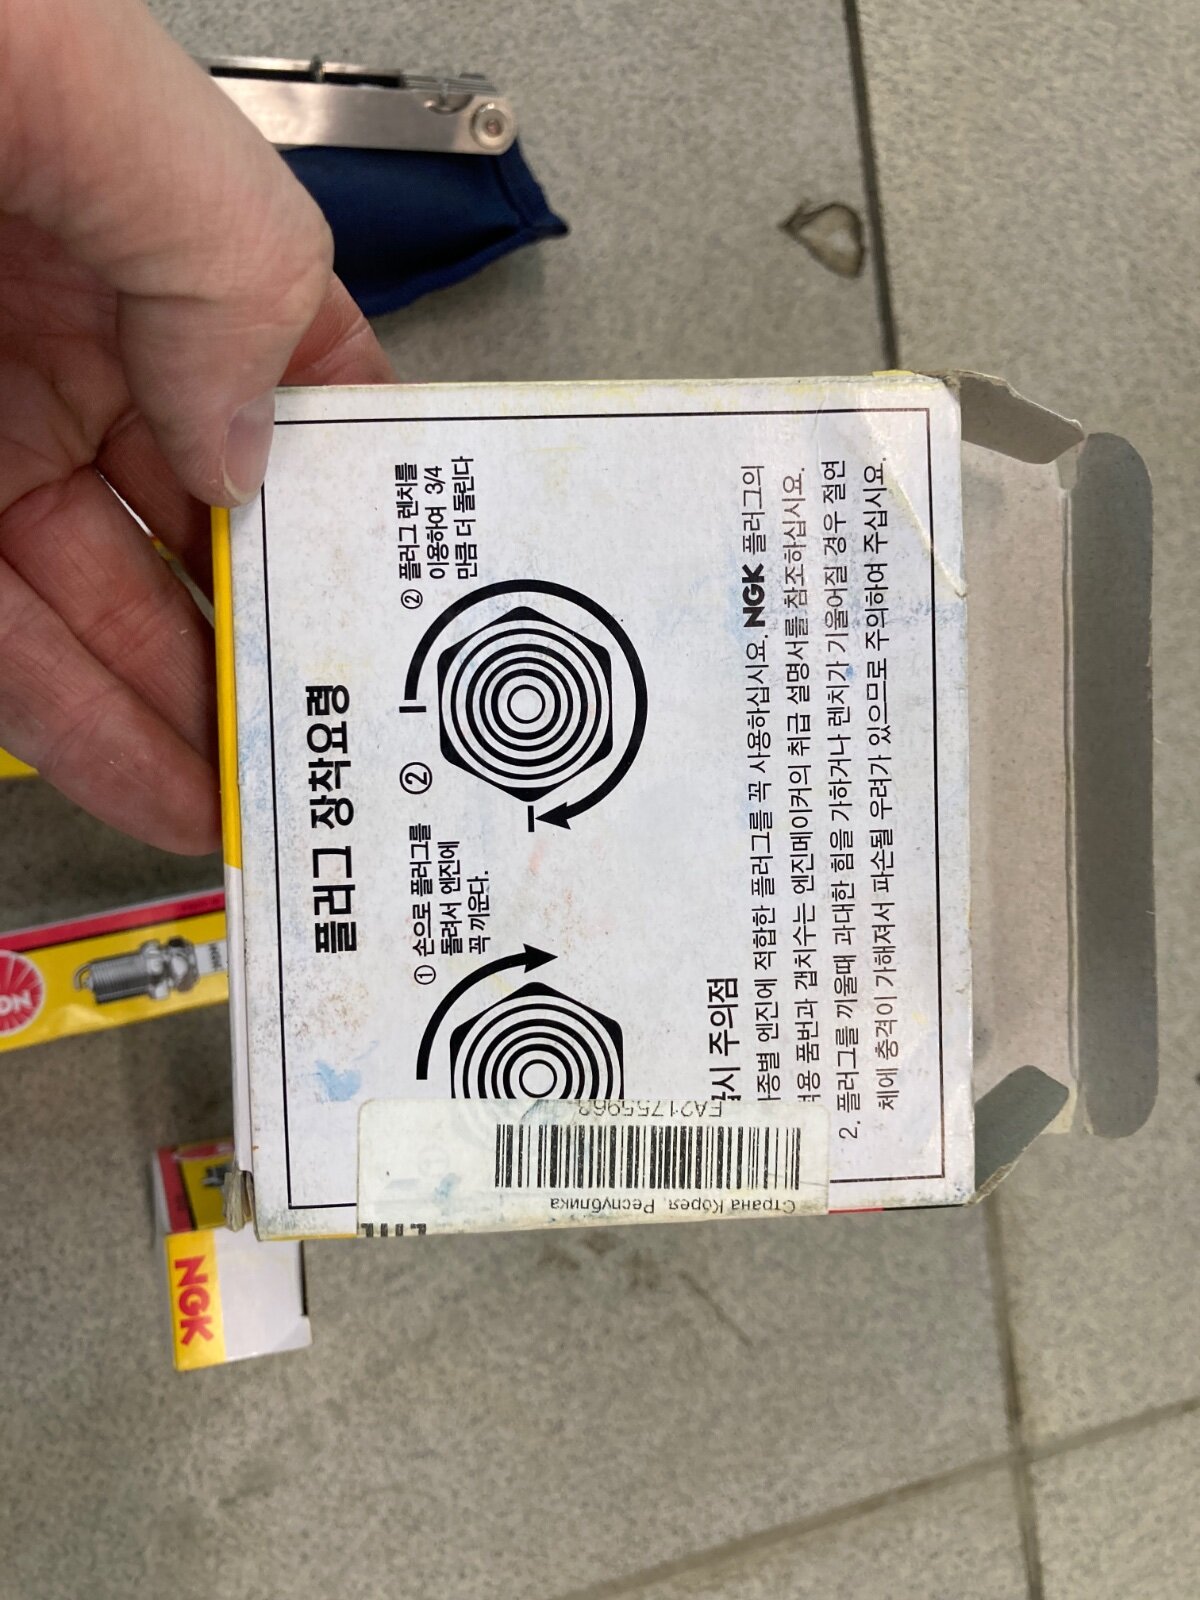 플러그 장착요령
① 손으로 플러그를
돌려서 엔진에
꼭 끼운다.
②
② 플러그 렌치를
이용하여 3/4
만큼 더 돌린다
주의점
엔진에 적합한 플러그를 꼭 사용하십시요. NGK 플러그의
품번과 갭치수는 엔진메이커의 취급 설명서를 참조하십시요.
2. 플러그를 끼울때 과대한 힘을 가하거나 렌치가 기울어질 경우 절연
체에 충격이 가해져서 파손될 우려가 있으므로 주의하여 주십시요.
EA21755963
Страна Корея, Республика
NGK
NGK